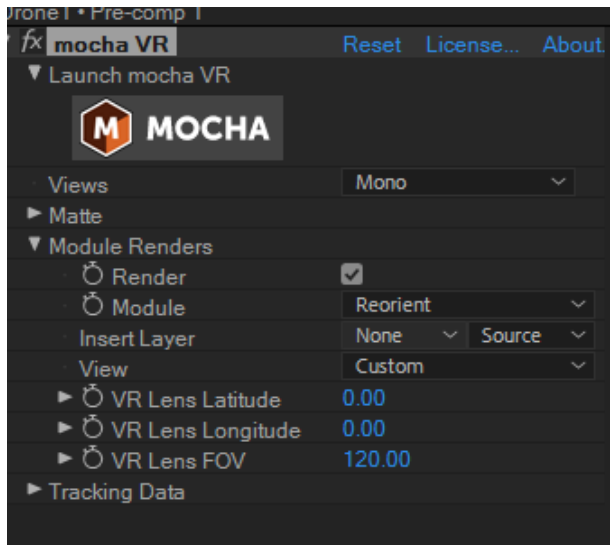 Drone1 • Pre-comp 1
fx mocha VR Reset License... About.
Launch mocha VR
M MOCHA
Views Mono
Matte
Module Renders
Render
Module Reorient
Insert Layer None Source
View Custom
VR Lens Latitude 0.00
VR Lens Longitude 0.00
VR Lens FOV 120.00
Tracking Data